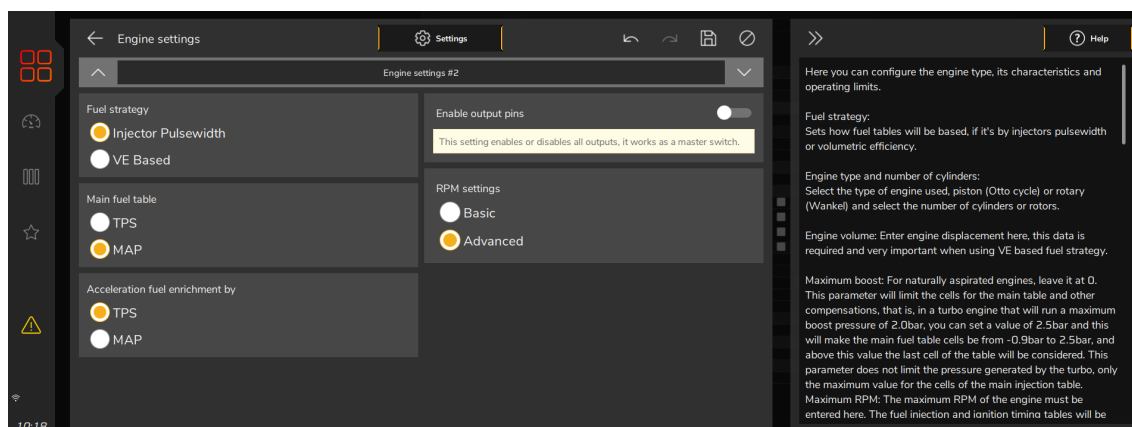 Engine settings
Settings
Help
Engine settings #2
Fuel strategy
Injector Pulsewidth
VE Based
Main fuel table
TPS
MAP
Acceleration fuel enrichment by
TPS
MAP
Enable output pins
This setting enables or disables all outputs, it works as a master switch.
RPM settings
Basic
Advanced
Here you can configure the engine type, its characteristics and
operating limits.
Fuel strategy:
Sets how fuel tables will be based, if it's by injectors pulsewidth
or volumetric efficiency.
Engine type and number of cylinders:
Select the type of engine used, piston (Otto cycle) or rotary
(Wankel) and select the number of cylinders or rotors.
Engine volume: Enter engine displacement here, this data is
required and very important when using VE based fuel strategy.
Maximum boost: For naturally aspirated engines, leave it at 0.
This parameter will limit the cells for the main table and other
compensations, that is, in a turbo engine that will run a maximum
boost pressure of 2.0bar, you can set a value of 2.5bar and this
will make the main fuel table cells be from -0.9bar to 2.5bar, and
above this value the last cell of the table will be considered. This
parameter does not limit the pressure generated by the turbo, only
the maximum value for the cells of the main injection table.
Maximum RPM: The maximum RPM of the engine must be
entered here. The fuel injection and ignition timing tables will be
10:18